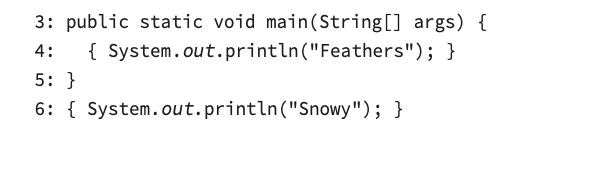 3: public static void main(String[] args) {
4:   { System.out.println("Feathers"); }
5: }
6: { System.out.println("Snowy"); }